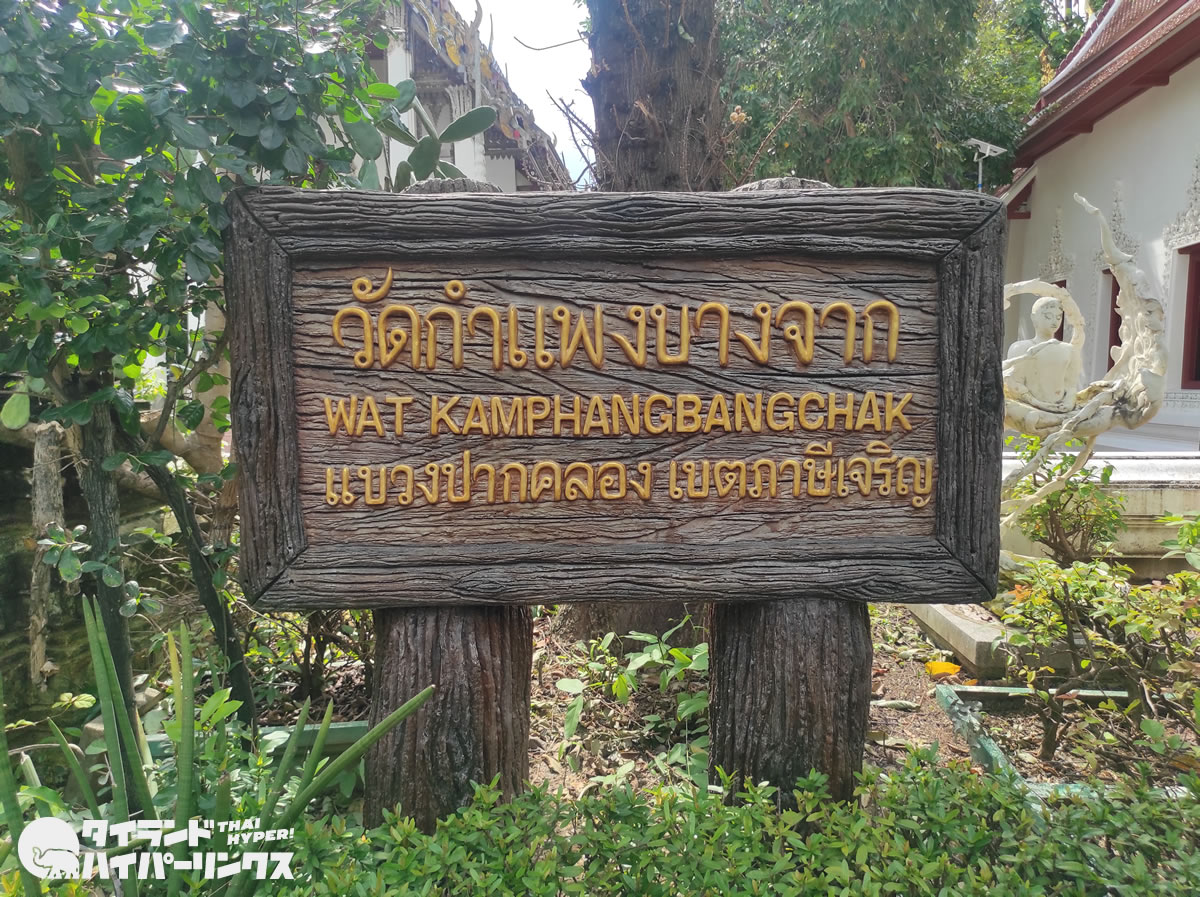 วัดกำแพงบางจาก
WAT KAMPHANGBANGCHAK
แขวงปากคลอง เขตภาษีเจริญ
タイランド THAI HYPER!
ハイパーリンクス